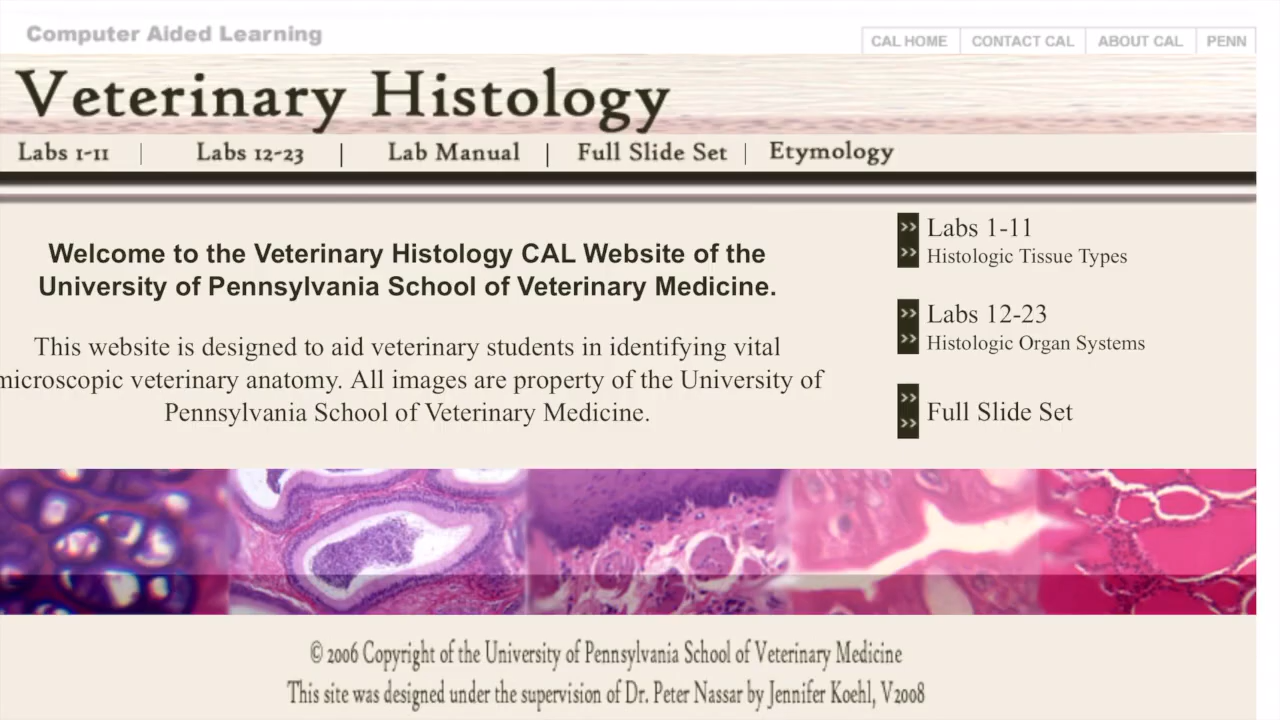 Computer Aided Learning
CAL HOME
CONTACT CAL
ABOUT CAL
PENN
Veterinary Histology
Labs 1-11 | Labs 12-23 | Lab Manual | Full Slide Set | Etymology
Welcome to the Veterinary Histology CAL Website of the
University of Pennsylvania School of Veterinary Medicine.
This website is designed to aid veterinary students in identifying vital
microscopic veterinary anatomy. All images are property of the University of
Pennsylvania School of Veterinary Medicine.
Labs 1-11
Histologic Tissue Types
Labs 12-23
Histologic Organ Systems
Full Slide Set
© 2006 Copyright of the University of Pennsylvania School of Veterinary Medicine
This site was designed under the supervision of Dr. Peter Nassar by Jennifer Koehl, V2008